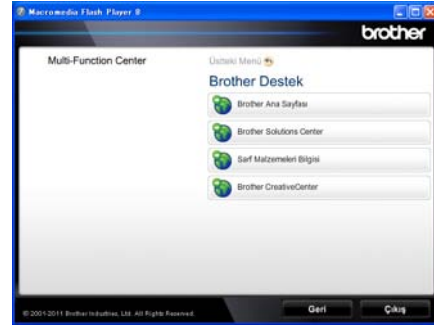 Macromedia Flash Player 8
brother
Multi-Function Center
Üstteki Menü
Brother Destek
Brother Ana Sayfası
Brother Solutions Center
Sarf Malzemeleri Bilgisi
Brother CreativeCenter
© 2001-2011 Brother Industries, Ltd. All Rights Reserved.
Geri
Çıkış